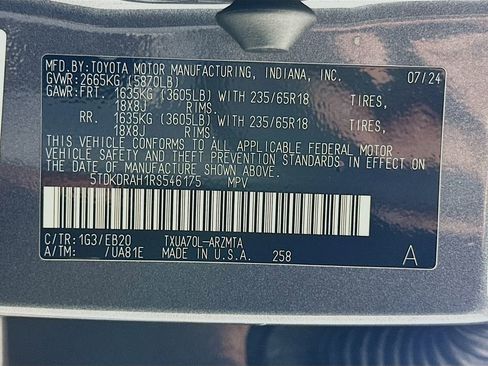 MFD.BY:TOYOTA MOTOR MANUFACTURING, INDIANA, INC. 07/24
GVWR:2665KG (5870LB)
GAWR:FRT. 1635KG (3605LB) WITH 235/65R18 TIRES,
18X8J RIMS.
RR. 1635KG (3605LB) WITH 235/65R18 TIRES,
18X8J RIMS.
THIS VEHICLE CONFORMS TO ALL APPLICABLE FEDERAL MOTOR
VEHICLE SAFETY AND THEFT PREVENTION STANDARDS IN EFFECT ON
THE DATE OF MANUFACTURE SHOWN ABOVE.
5TDKDRAH1RS546175 MPV
C/TR:1G3/EB20 TXUA70L-ARZMTA
A/TM: /UA81E MADE IN U.S.A. 258 A